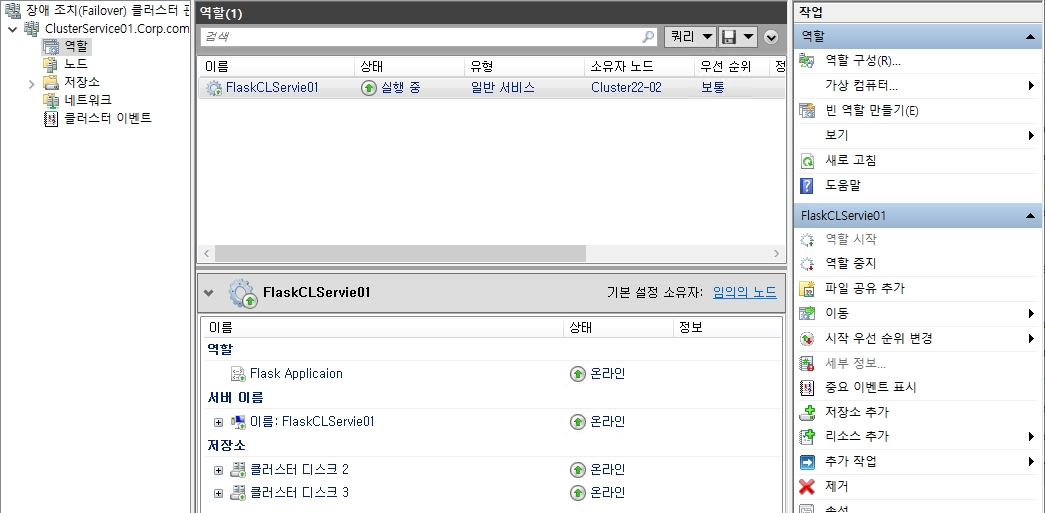 장애 조치(Failover) 클러스터 관
ClusterService01.Corp.com
역할
노드
저장소
네트워크
클러스터 이벤트
역할(1)
검색
쿼리
이름 상태 유형 소유자 노드 우선 순위 정
FlaskCLServie01 실행 중 일반 서비스 Cluster22-02 보통
FlaskCLServie01 기본 설정 소유자: 임의의 노드
이름 상태 정보
역할
Flask Applicaion 온라인
서버 이름
이름: FlaskCLServie01 온라인
저장소
클러스터 디스크 2 온라인
클러스터 디스크 3 온라인
작업
역할
역할 구성(R)...
가상 컴퓨터...
빈 역할 만들기(E)
보기
새로 고침
도움말
FlaskCLServie01
역할 시작
역할 중지
파일 공유 추가
이동
시작 우선 순위 변경
세부 정보...
중요 이벤트 표시
저장소 추가
리소스 추가
추가 작업
제거
속성